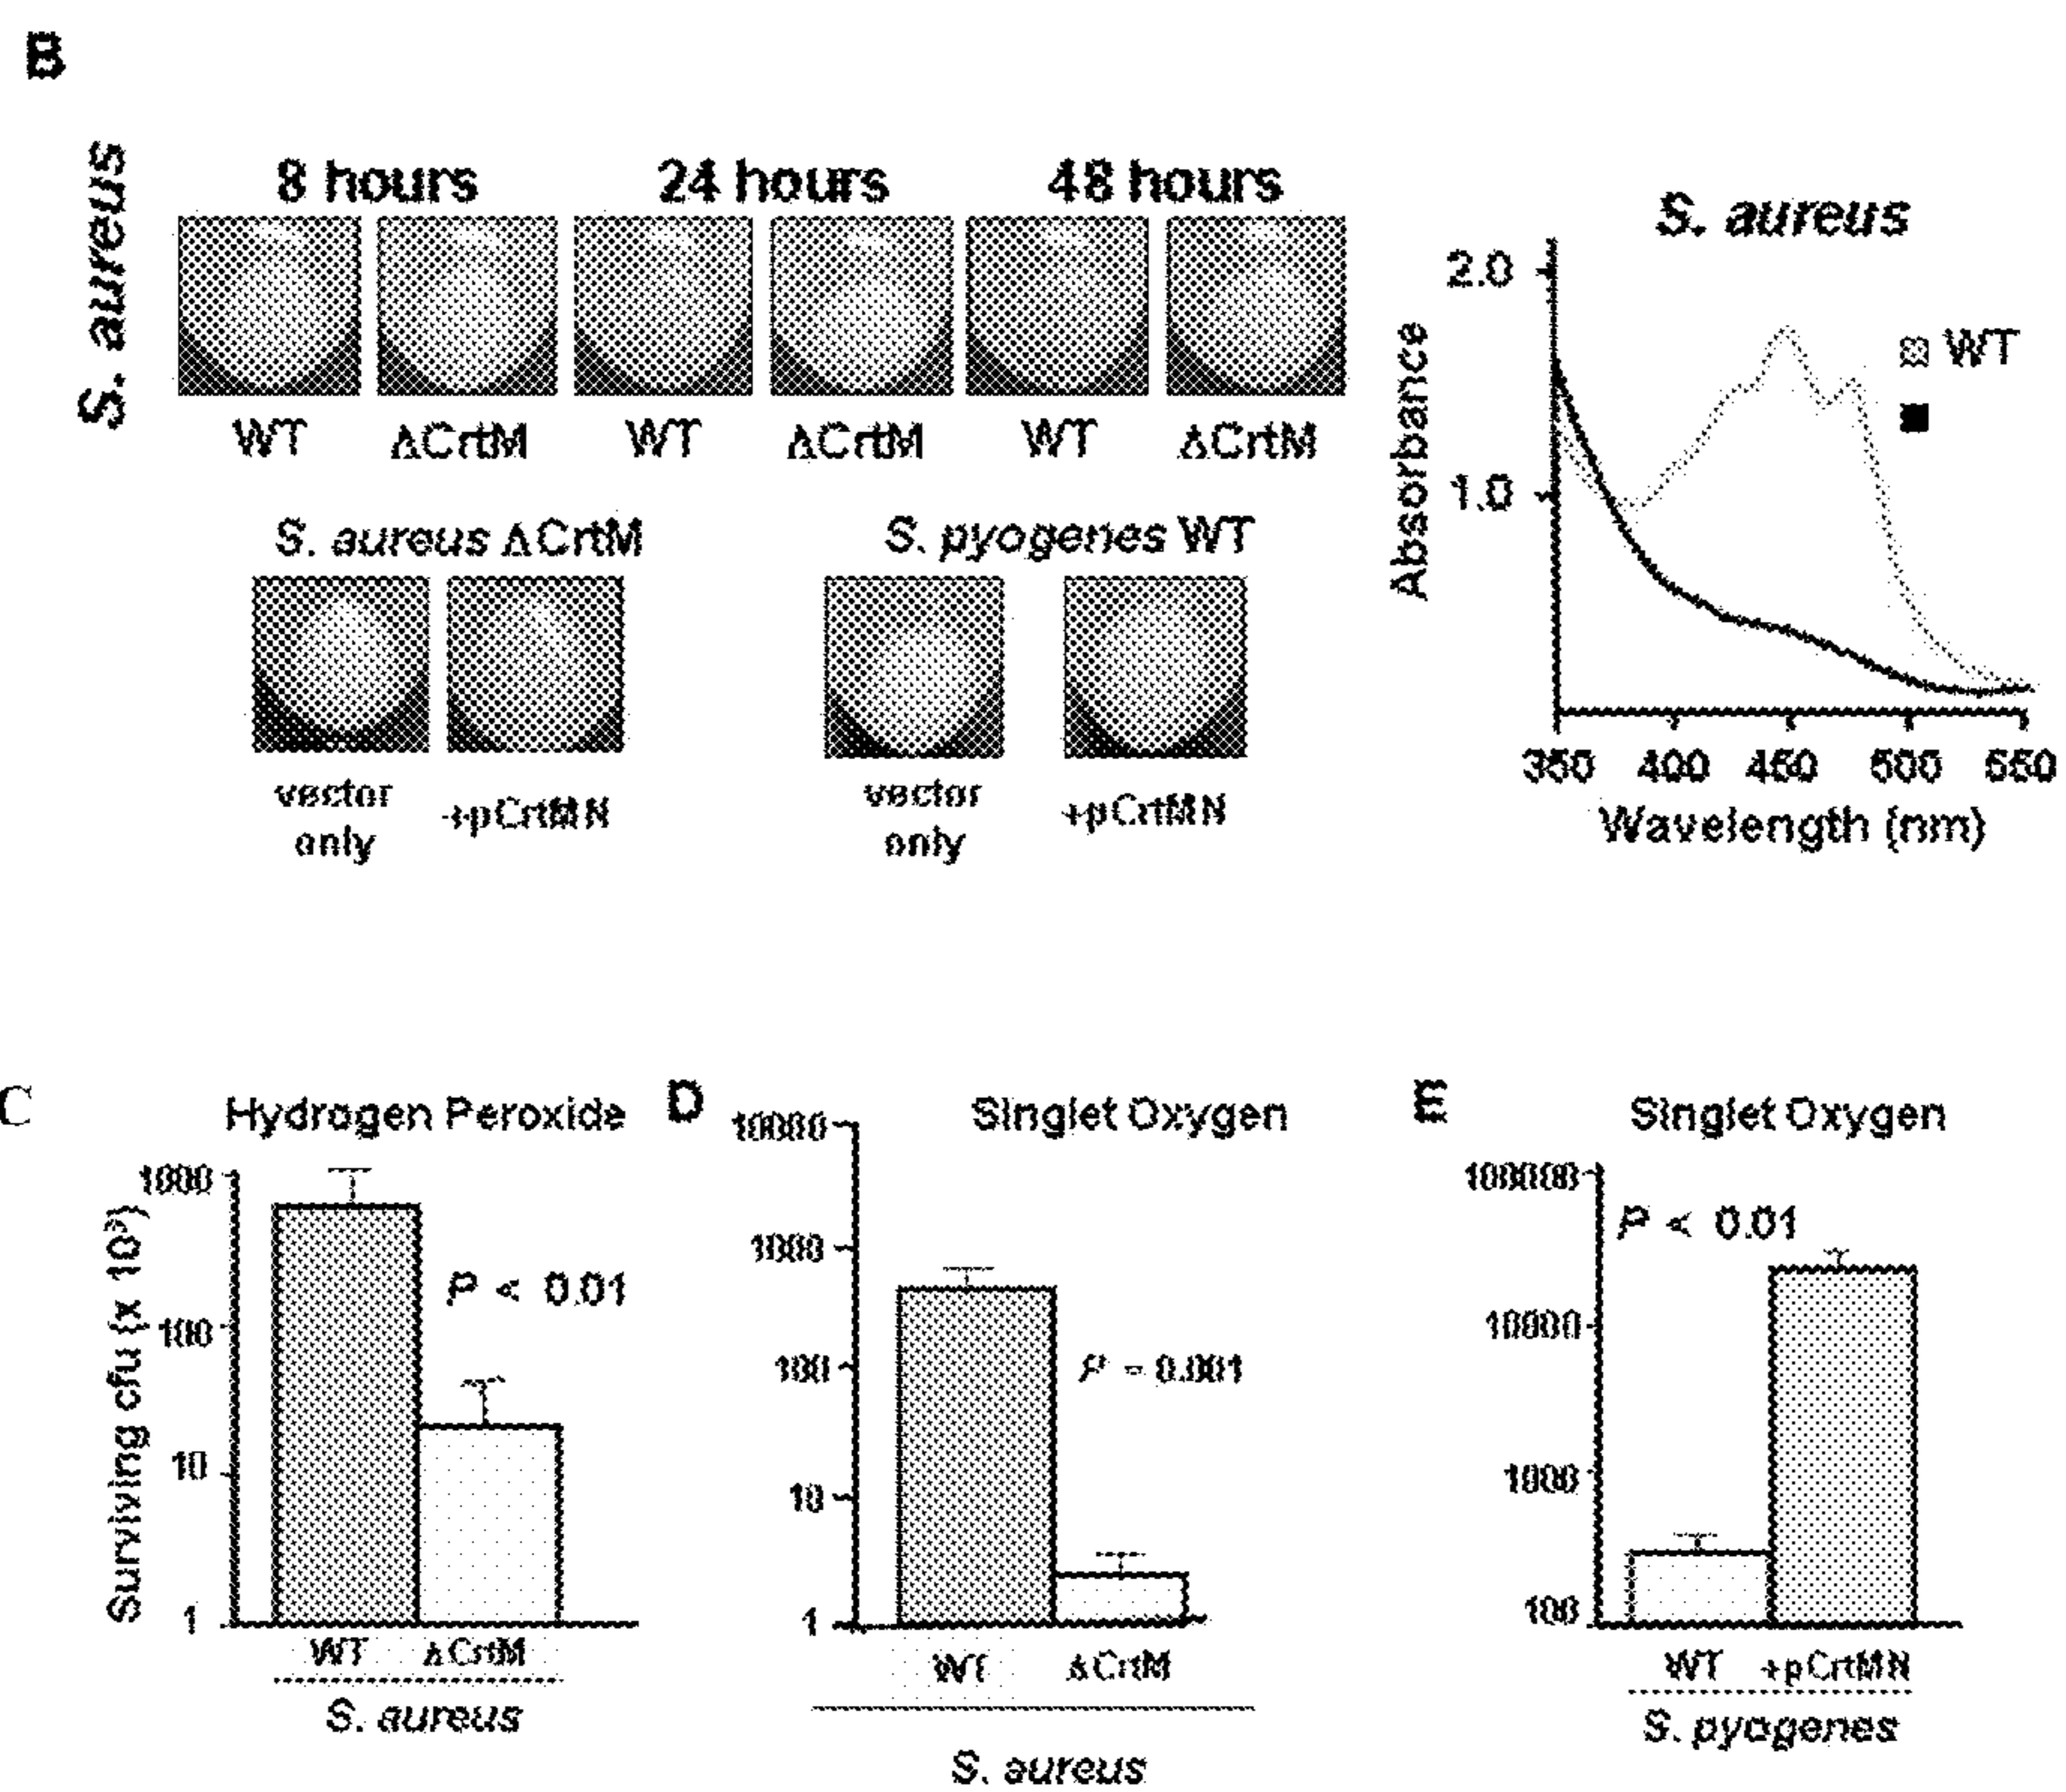 B
S. aureus
8 hours 24 hours 48 hours
WT ΔCrtM WT ΔCrtM WT ΔCrtM
S. aureus ΔCrtM S. pyogenes WT
vector only +pCrtMN vector only +pCrtMN
S. aureus
2.0
1.0
Absorbance
WT
350 400 450 500 550
Wavelength (nm)
C
Hydrogen Peroxide
Surviving cfu (x 10³)
1000
100
10
1
P < 0.01
WT ΔCrtM
S. aureus
D
Singlet Oxygen
10000
1000
100
10
1
P = 0.001
WT ΔCrtM
S. aureus
E
Singlet Oxygen
100000
10000
1000
100
P < 0.01
WT +pCrtMN
S. pyogenes